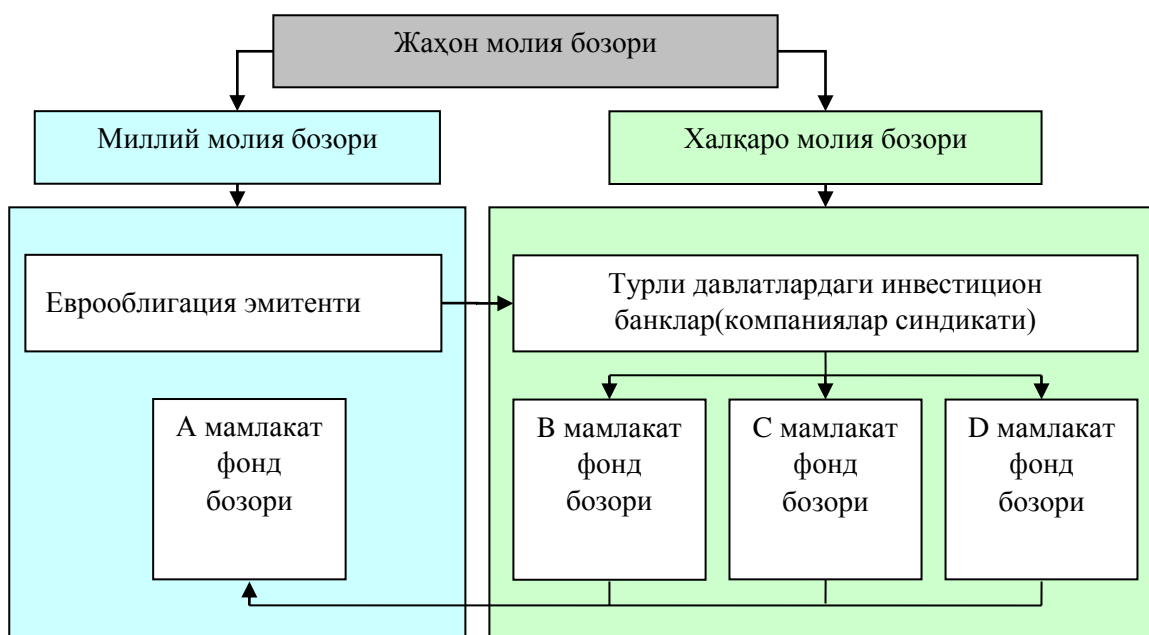 Жаҳон молия бозори
Миллий молия бозори
Халқаро молия бозори
Еврооблигация эмитенти
Турли давлатлардаги инвестицион
банклар(компаниялар синдикати)
А мамлакат
фонд
бозори
В мамлакат
фонд
бозори
С мамлакат
фонд
бозори
D мамлакат
фонд
бозори